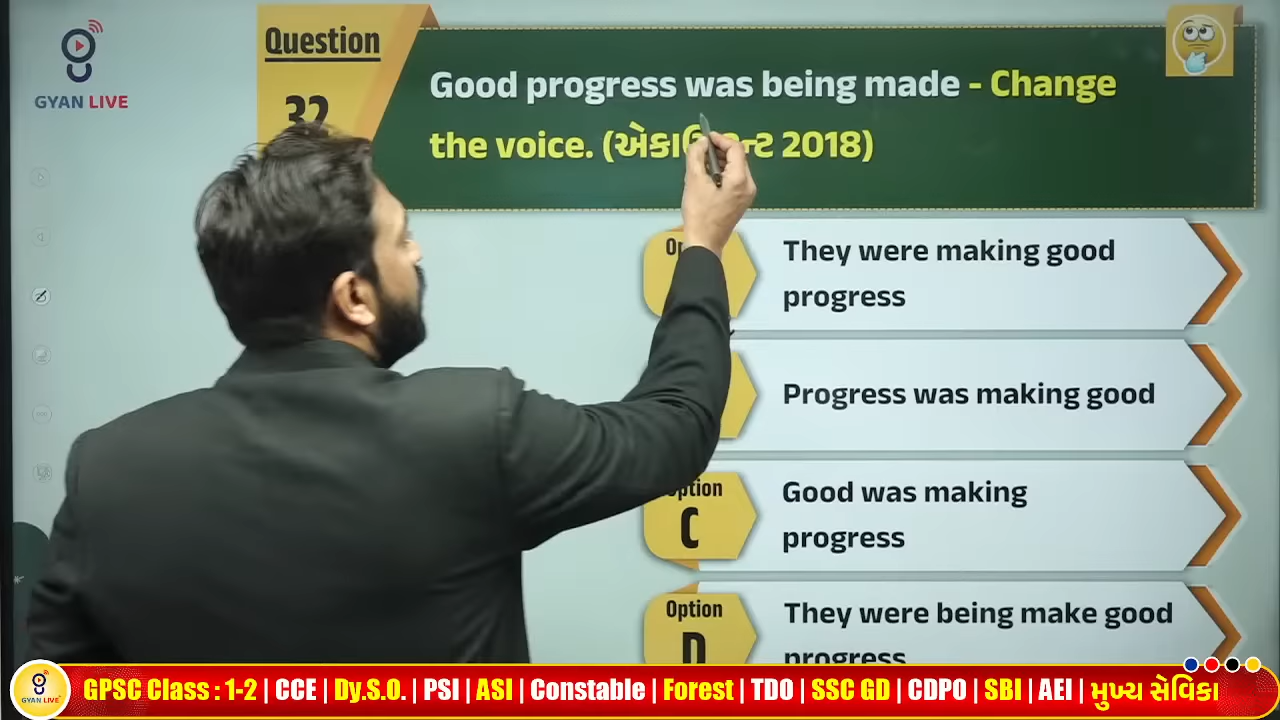 GYAN LIVE
Question
32
Good progress was being made - Change
the voice. 2018)
They were making good
progress
Progress was making good
Option
C
Good was making
progress
Option
D
They were being make good
progress
GYAN LIVE
GPSC Class : 1-2 | CCE | Dy.S.O. | PSI | ASI | Constable | Forest | TDO | SSC GD | CDPO | SBI | AEI | મુખ્ય સેવિકા